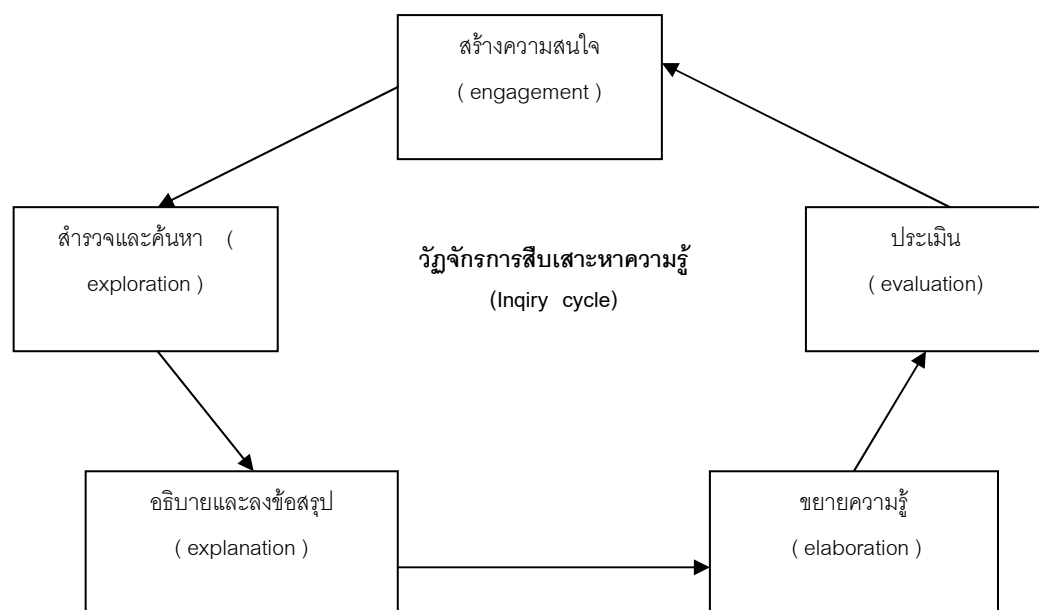 สร้างความสนใจ
( engagement )
สำรวจและค้นหา (
exploration )
วัฏจักรการสืบเสาะหาความรู้
(Inqiry cycle)
ประเมิน
( evaluation)
อธิบายและลงข้อสรุป
( explanation )
ขยายความรู้
( elaboration )